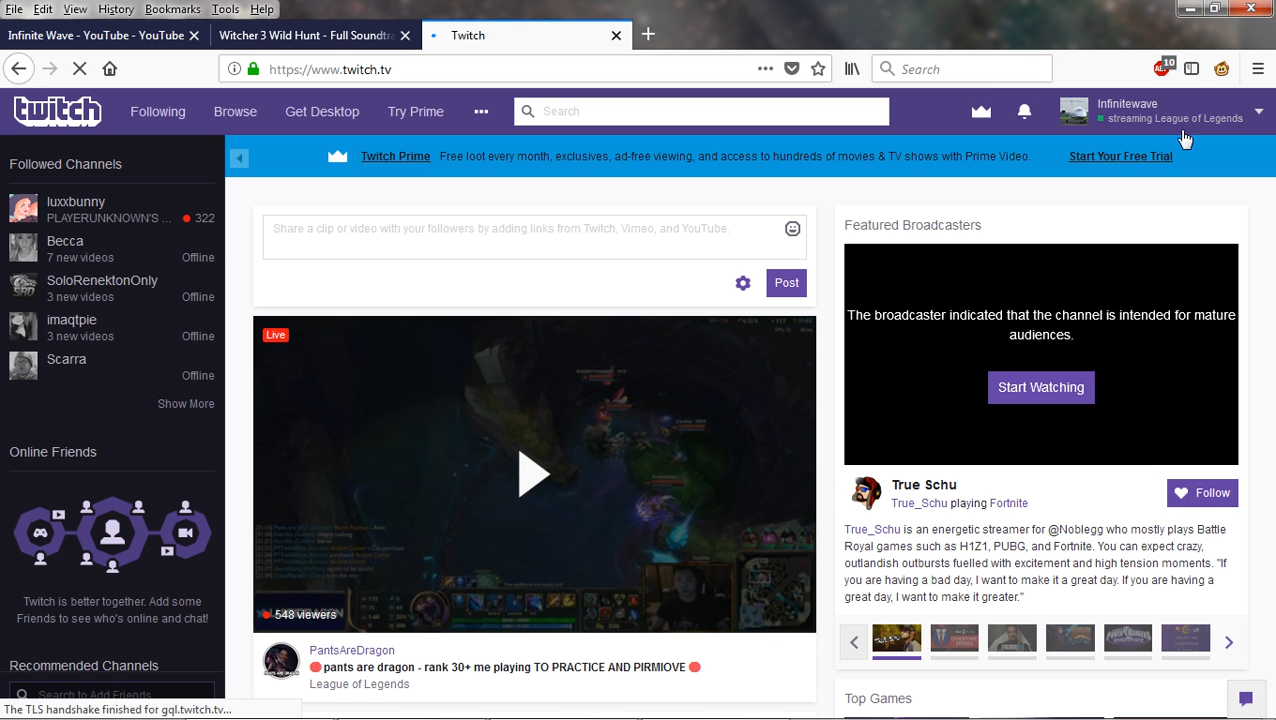 File Edit View History Bookmarks Tools Help
Infinite Wave - YouTube - YouTube
Witcher 3 Wild Hunt - Full Soundtra
Twitch
https://www.twitch.tv
Search
10
twitch
Following
Browse
Get Desktop
Try Prime
Search
Infinitewave
streaming League of Legends
Twitch Prime Free loot every month, exclusives, ad-free viewing, and access to hundreds of movies & TV shows with Prime Video. Start Your Free Trial
Followed Channels
luxxbunny
PLAYERUNKNOWN'S ... 322
Becca
7 new videos Offline
SoloRenektonOnly
3 new videos Offline
imaqtpie
3 new videos Offline
Scarra
Offline
Show More
Online Friends
Twitch is better together. Add some
Friends to see who's online and chat!
Recommended Channels
Search to Add Friends
The TLS handshake finished for gql.twitch.tv...
Share a clip or video with your followers by adding links from Twitch, Vimeo, and YouTube.
Post
Live
548 viewers
PantsAreDragon
pants are dragon - rank 30+ me playing TO PRACTICE AND PIRMIOVE
League of Legends
Featured Broadcasters
The broadcaster indicated that the channel is intended for mature
audiences.
Start Watching
True Schu
True_Schu playing Fortnite
Follow
True_Schu is an energetic streamer for @Noblegg who mostly plays Battle
Royal games such as H1Z1, PUBG, and Fortnite. You can expect crazy,
outlandish outbursts fuelled with excitement and high tension moments. "If
you are having a bad day, I want to make it a great day. If you are having a
great day, I want to make it greater."
Top Games